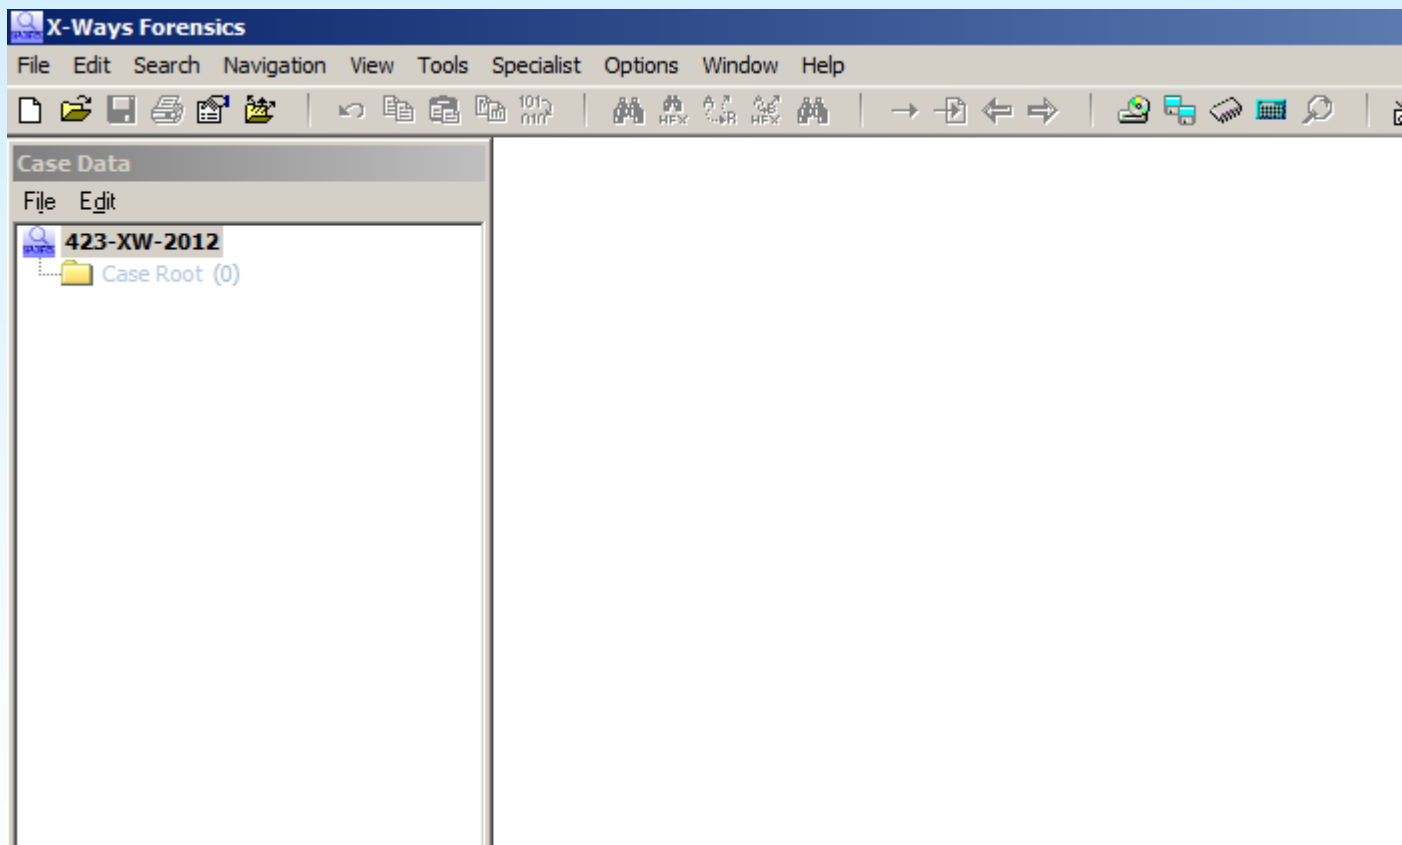 X-Ways Forensics
File Edit Search Navigation View Tools Specialist Options Window Help
Case Data
File Edit
423-XW-2012
Case Root (0)